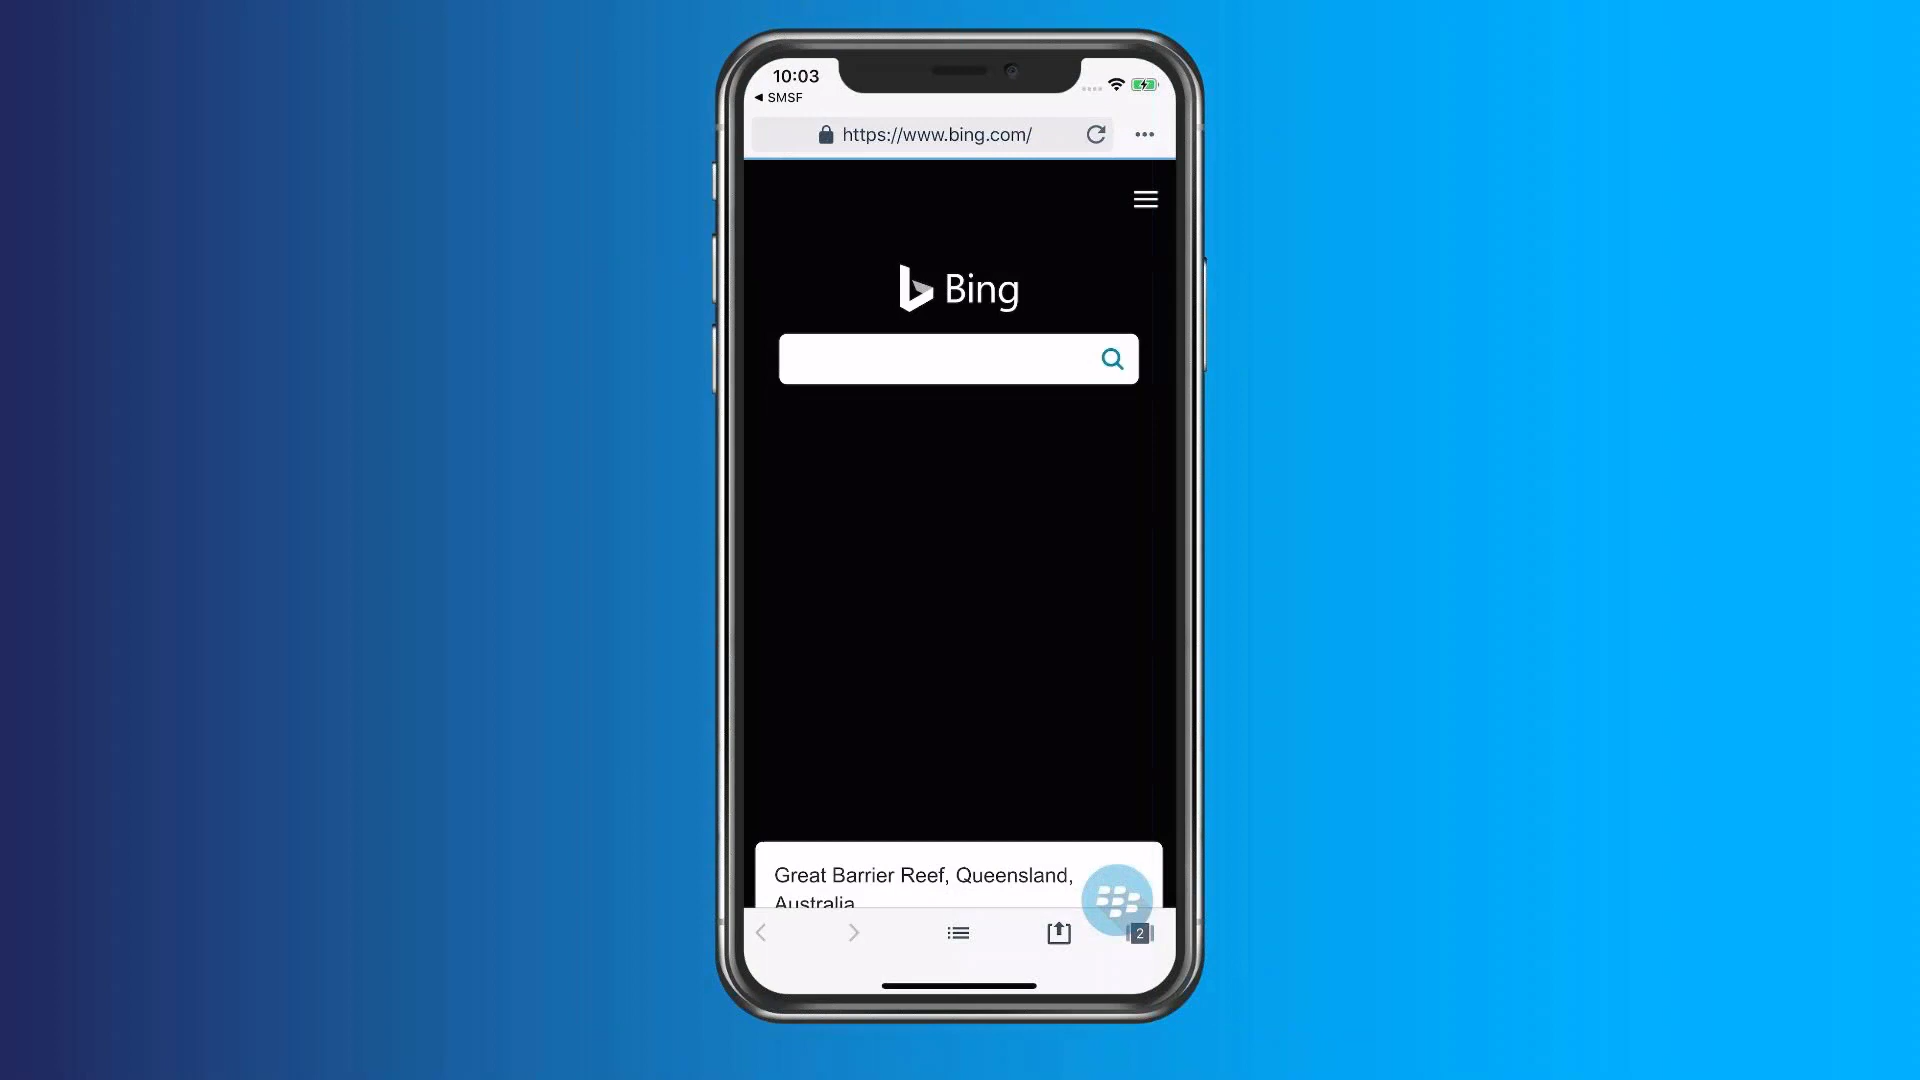 10:03
◄ SMSF
https://www.bing.com/
Bing
Great Barrier Reef, Queensland,
Australia
2